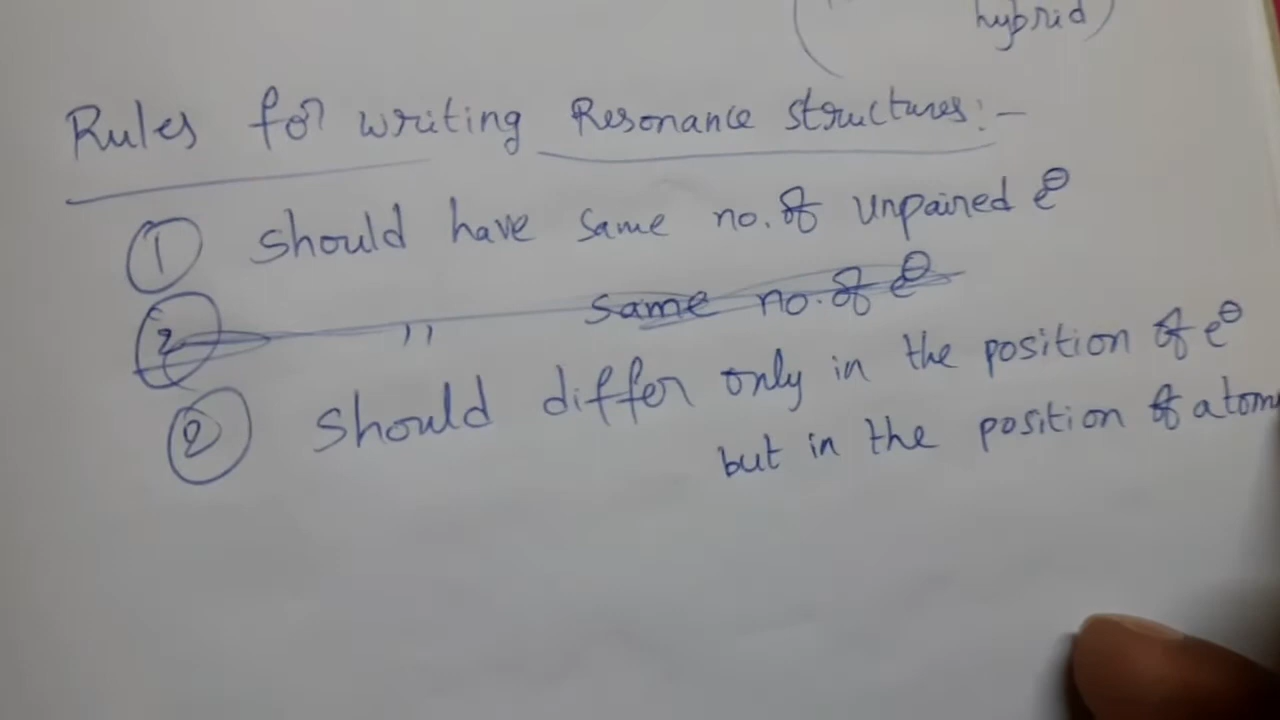 hybrid)
Rules for writing Resonance structures:-
① Should have same no. of unpaired e⊖
② " same no. of e⊖
② Should differ only in the position of e⊖
but in the position of atom